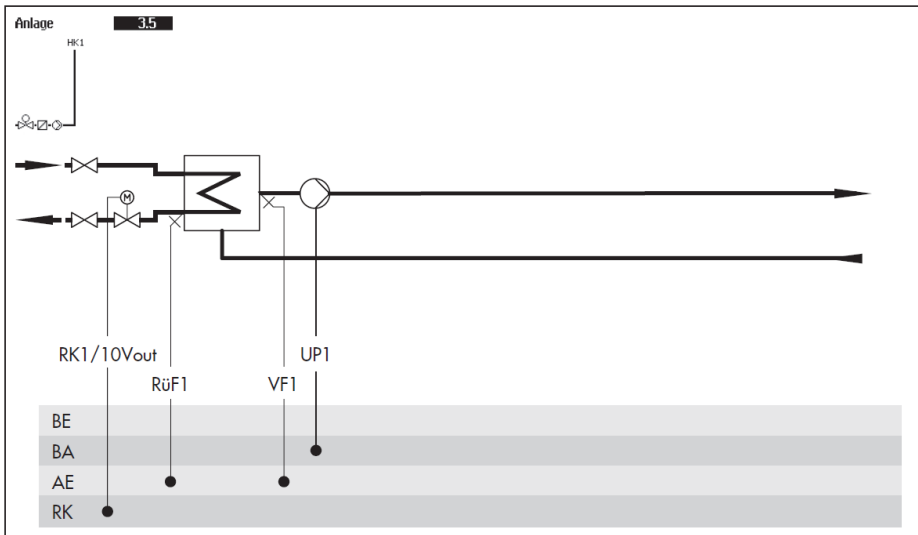 Anlage 3.5
HK1
M
RK1/10Vout
UP1
RüF1
VF1
BE
BA
AE
RK